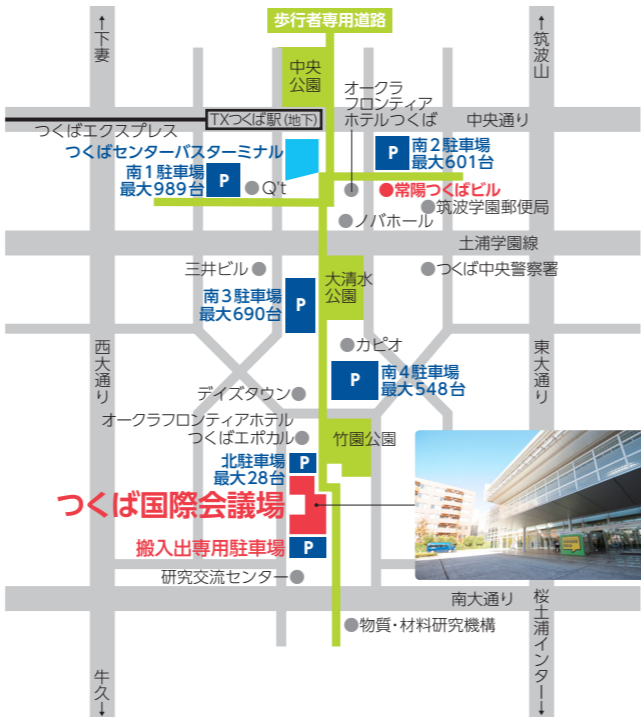 歩行者専用道路
↑下妻
↑筑波山
中央
公園
オークラ
フロンティア
ホテルつくば
TXつくば駅(地下)
中央通り
つくばエクスプレス
つくばセンターバスターミナル
P
南2駐車場
最大601台
南1駐車場
最大989台
P
Q't
常陽つくばビル
筑波学園郵便局
ノバホール
土浦学園線
三井ビル
大清水
公園
つくば中央警察署
南3駐車場
最大690台
P
西大通り
東大通り
カピオ
P
南4駐車場
最大548台
デイズタウン
オークラフロンティアホテル
つくばエポカル
竹園公園
北駐車場
最大28台
P
つくば国際会議場
搬入出専用駐車場
P
研究交流センター
南大通り
物質・材料研究機構
牛久↓
桜土浦インター↓